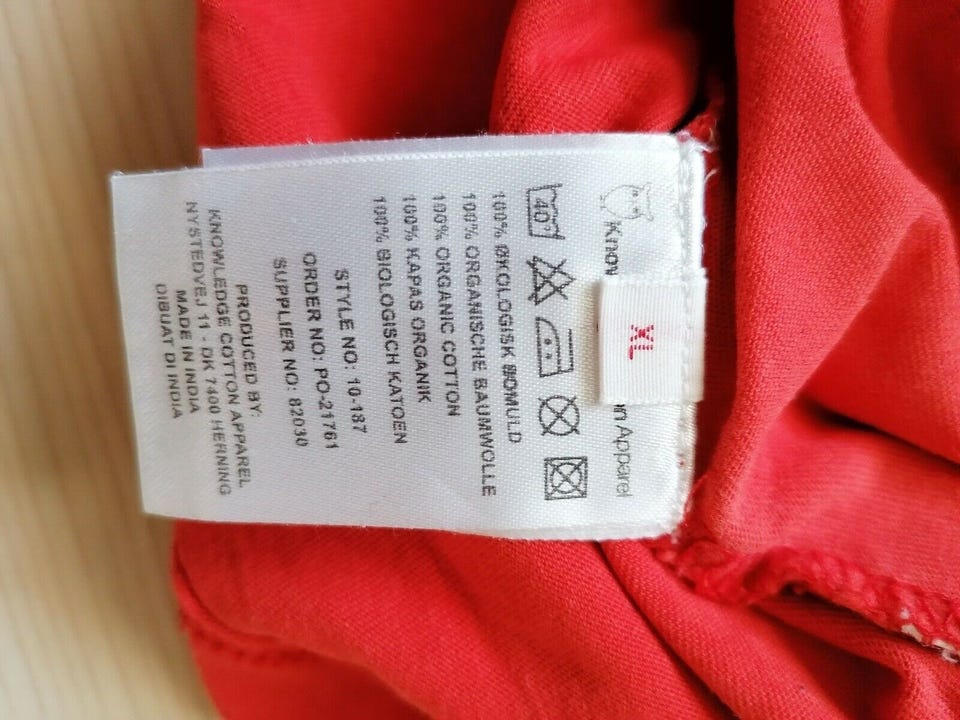 Know
XL
n Apparel
40
100% ØKOLOGISK BOMULD
100% ORGANISCHE BAUMWOLLE
100% ORGANIC COTTON
100% KAPAS ORGANIK
100% BIOLOGISCH KATOEN
STYLE NO: 10-187
ORDER NO: PO-21761
SUPPLIER NO: 82030
PRODUCED BY:
KNOWLEDGE COTTON APPAREL
NYSTEDVEJ 11 - DK 7400 HERNING
MADE IN INDIA
DIBUAT DI INDIA